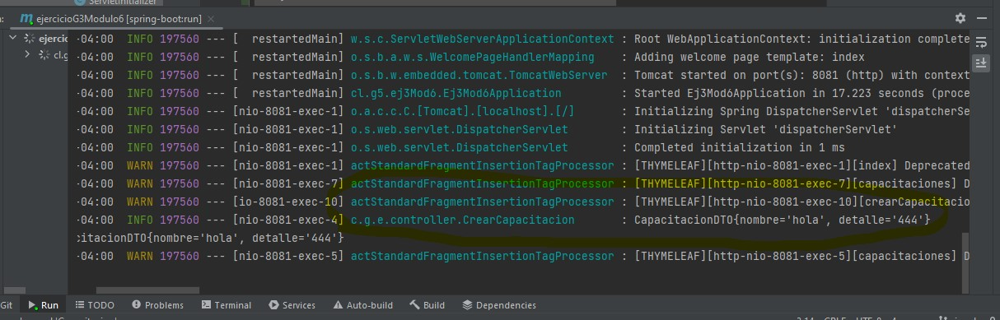 ServletInitializer
n: ejercicioG3Modulo6 [spring-boot:run] ×
ejercic
cl.g
-04:00 INFO 197560 --- [ restartedMain] w.s.c.ServletWebServerApplicationContext : Root WebApplicationContext: initialization complete
-04:00 INFO 197560 --- [ restartedMain] o.s.b.a.w.s.WelcomePageHandlerMapping : Adding welcome page template: index
-04:00 INFO 197560 --- [ restartedMain] o.s.b.w.embedded.tomcat.TomcatWebServer : Tomcat started on port(s): 8081 (http) with context
-04:00 INFO 197560 --- [ restartedMain] cl.g5.ej3Mod6.Ej3Mod6Application : Started Ej3Mod6Application in 17.223 seconds (proce
-04:00 INFO 197560 --- [nio-8081-exec-1] o.a.c.c.C.[Tomcat].[localhost].[/] : Initializing Spring DispatcherServlet 'dispatcherSe
-04:00 INFO 197560 --- [nio-8081-exec-1] o.s.web.servlet.DispatcherServlet : Initializing Servlet 'dispatcherServlet'
-04:00 INFO 197560 --- [nio-8081-exec-1] o.s.web.servlet.DispatcherServlet : Completed initialization in 1 ms
-04:00 WARN 197560 --- [nio-8081-exec-1] actStandardFragmentInsertionTagProcessor : [THYMELEAF][http-nio-8081-exec-1][index] Deprecated
-04:00 WARN 197560 --- [nio-8081-exec-7] actStandardFragmentInsertionTagProcessor : [THYMELEAF][http-nio-8081-exec-7][capacitaciones] D
-04:00 WARN 197560 --- [io-8081-exec-10] actStandardFragmentInsertionTagProcessor : [THYMELEAF][http-nio-8081-exec-10][crearCapacitacio
-04:00 INFO 197560 --- [nio-8081-exec-4] c.g.e.controller.CrearCapacitacion : CapacitacionDTO{nombre='hola', detalle='444'}
citacionDTO{nombre='hola', detalle='444'}
-04:00 WARN 197560 --- [nio-8081-exec-5] actStandardFragmentInsertionTagProcessor : [THYMELEAF][http-nio-8081-exec-5][capacitaciones] D
Git Run TODO Problems Terminal Services Auto-build Build Dependencies